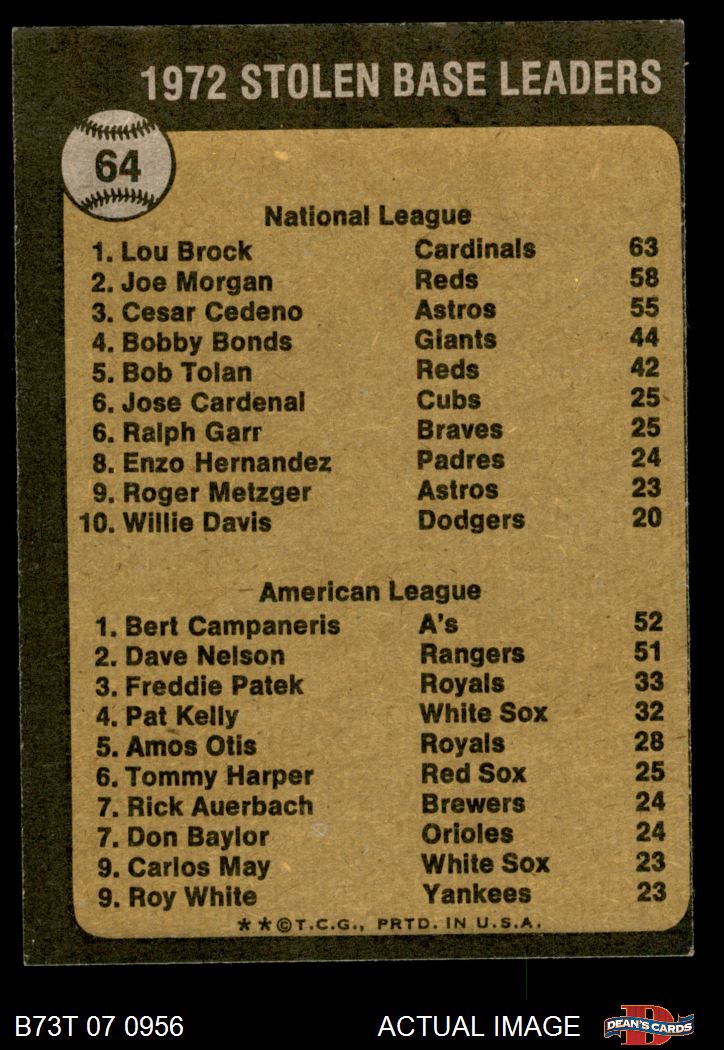 1972 STOLEN BASE LEADERS
64
National League
1. Lou Brock Cardinals 63
2. Joe Morgan Reds 58
3. Cesar Cedeno Astros 55
4. Bobby Bonds Giants 44
5. Bob Tolan Reds 42
6. Jose Cardenal Cubs 25
6. Ralph Garr Braves 25
8. Enzo Hernandez Padres 24
9. Roger Metzger Astros 23
10. Willie Davis Dodgers 20
American League
1. Bert Campaneris A's 52
2. Dave Nelson Rangers 51
3. Freddie Patek Royals 33
4. Pat Kelly White Sox 32
5. Amos Otis Royals 28
6. Tommy Harper Red Sox 25
7. Rick Auerbach Brewers 24
7. Don Baylor Orioles 24
9. Carlos May White Sox 23
9. Roy White Yankees 23
**©T.C.G., PRTD. IN U.S.A.
B73T 07 0956 ACTUAL IMAGE D DEAN'S CARDS